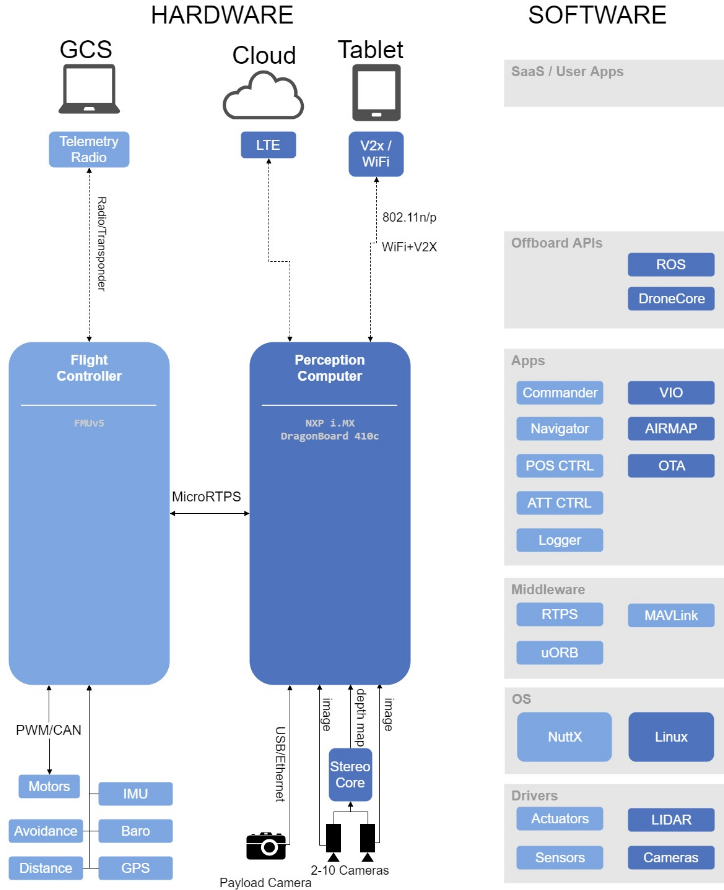 HARDWARE
SOFTWARE
GCS
Cloud
Tablet
Telemetry
Radio
LTE
V2x /
WiFi
Radio/Transponder
802.11n/p
WiFi+V2X
Flight
Controller
FMUv5
Perception
Computer
NXP i.MX
DragonBoard 410c
MicroRTPS
PWM/CAN
Motors
IMU
Avoidance
Baro
Distance
GPS
USB/Ethernet
image
depth map
image
Stereo
Core
Payload Camera
2-10 Cameras
SaaS / User Apps
Offboard APIs
ROS
DroneCore
Apps
Commander
VIO
Navigator
AIRMAP
POS CTRL
OTA
ATT CTRL
Logger
Middleware
RTPS
MAVLink
uORB
OS
NuttX
Linux
Drivers
Actuators
LIDAR
Sensors
Cameras